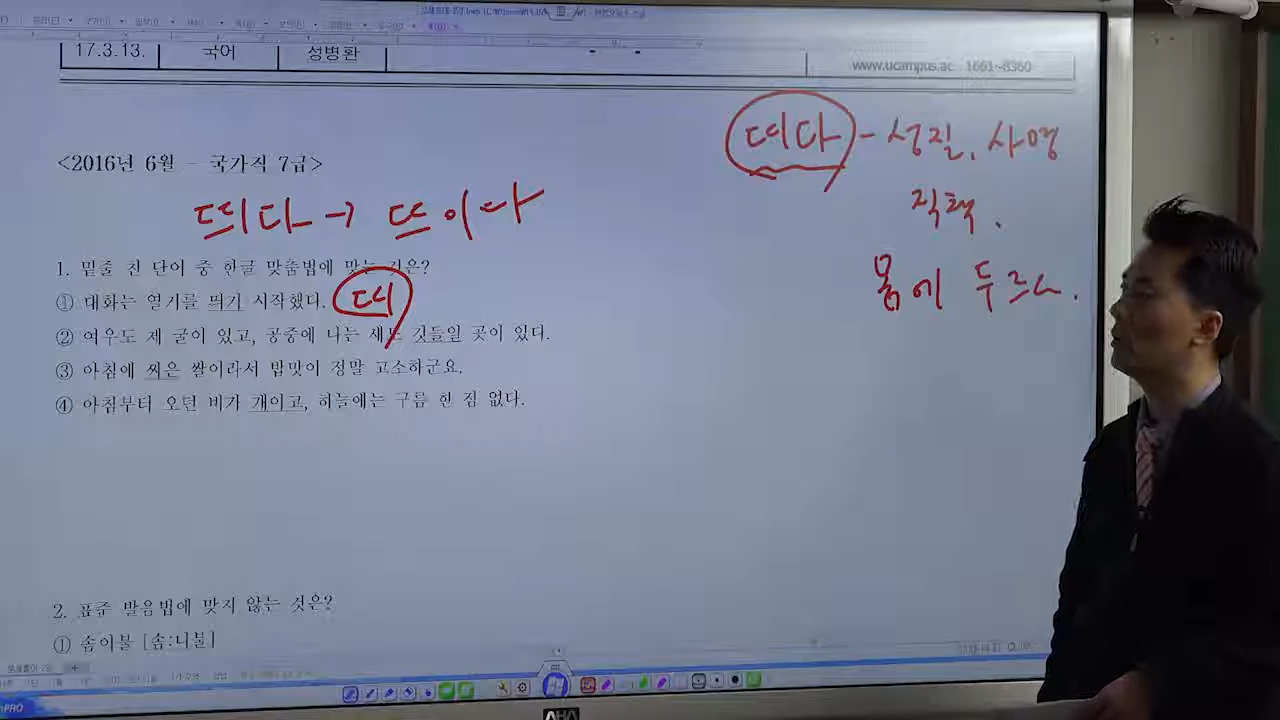 17.3.13. 국어 성병환 www.ucampus.ac 1661~8360
띠다 - 성질, 사명
직책.
몸에 두르
<2016년 6월 - 국가직 7급>
띄다 → 뜨이다
1. 밑줄 친 단어 중 한글 맞춤법에 맞는 것은?
① 대화는 열기를 띄기 시작했다. 띠
② 여우도 제 굴이 있고, 공중에 나는 새도 깃들일 곳이 있다.
③ 아침에 씩은 쌀이라서 밥맛이 정말 고소하군요.
④ 아침부터 오던 비가 개이고, 하늘에는 구름 한 점 없다.
2. 표준 발음법에 맞지 않는 것은?
① 솜이불 [솜:니불]
AHA